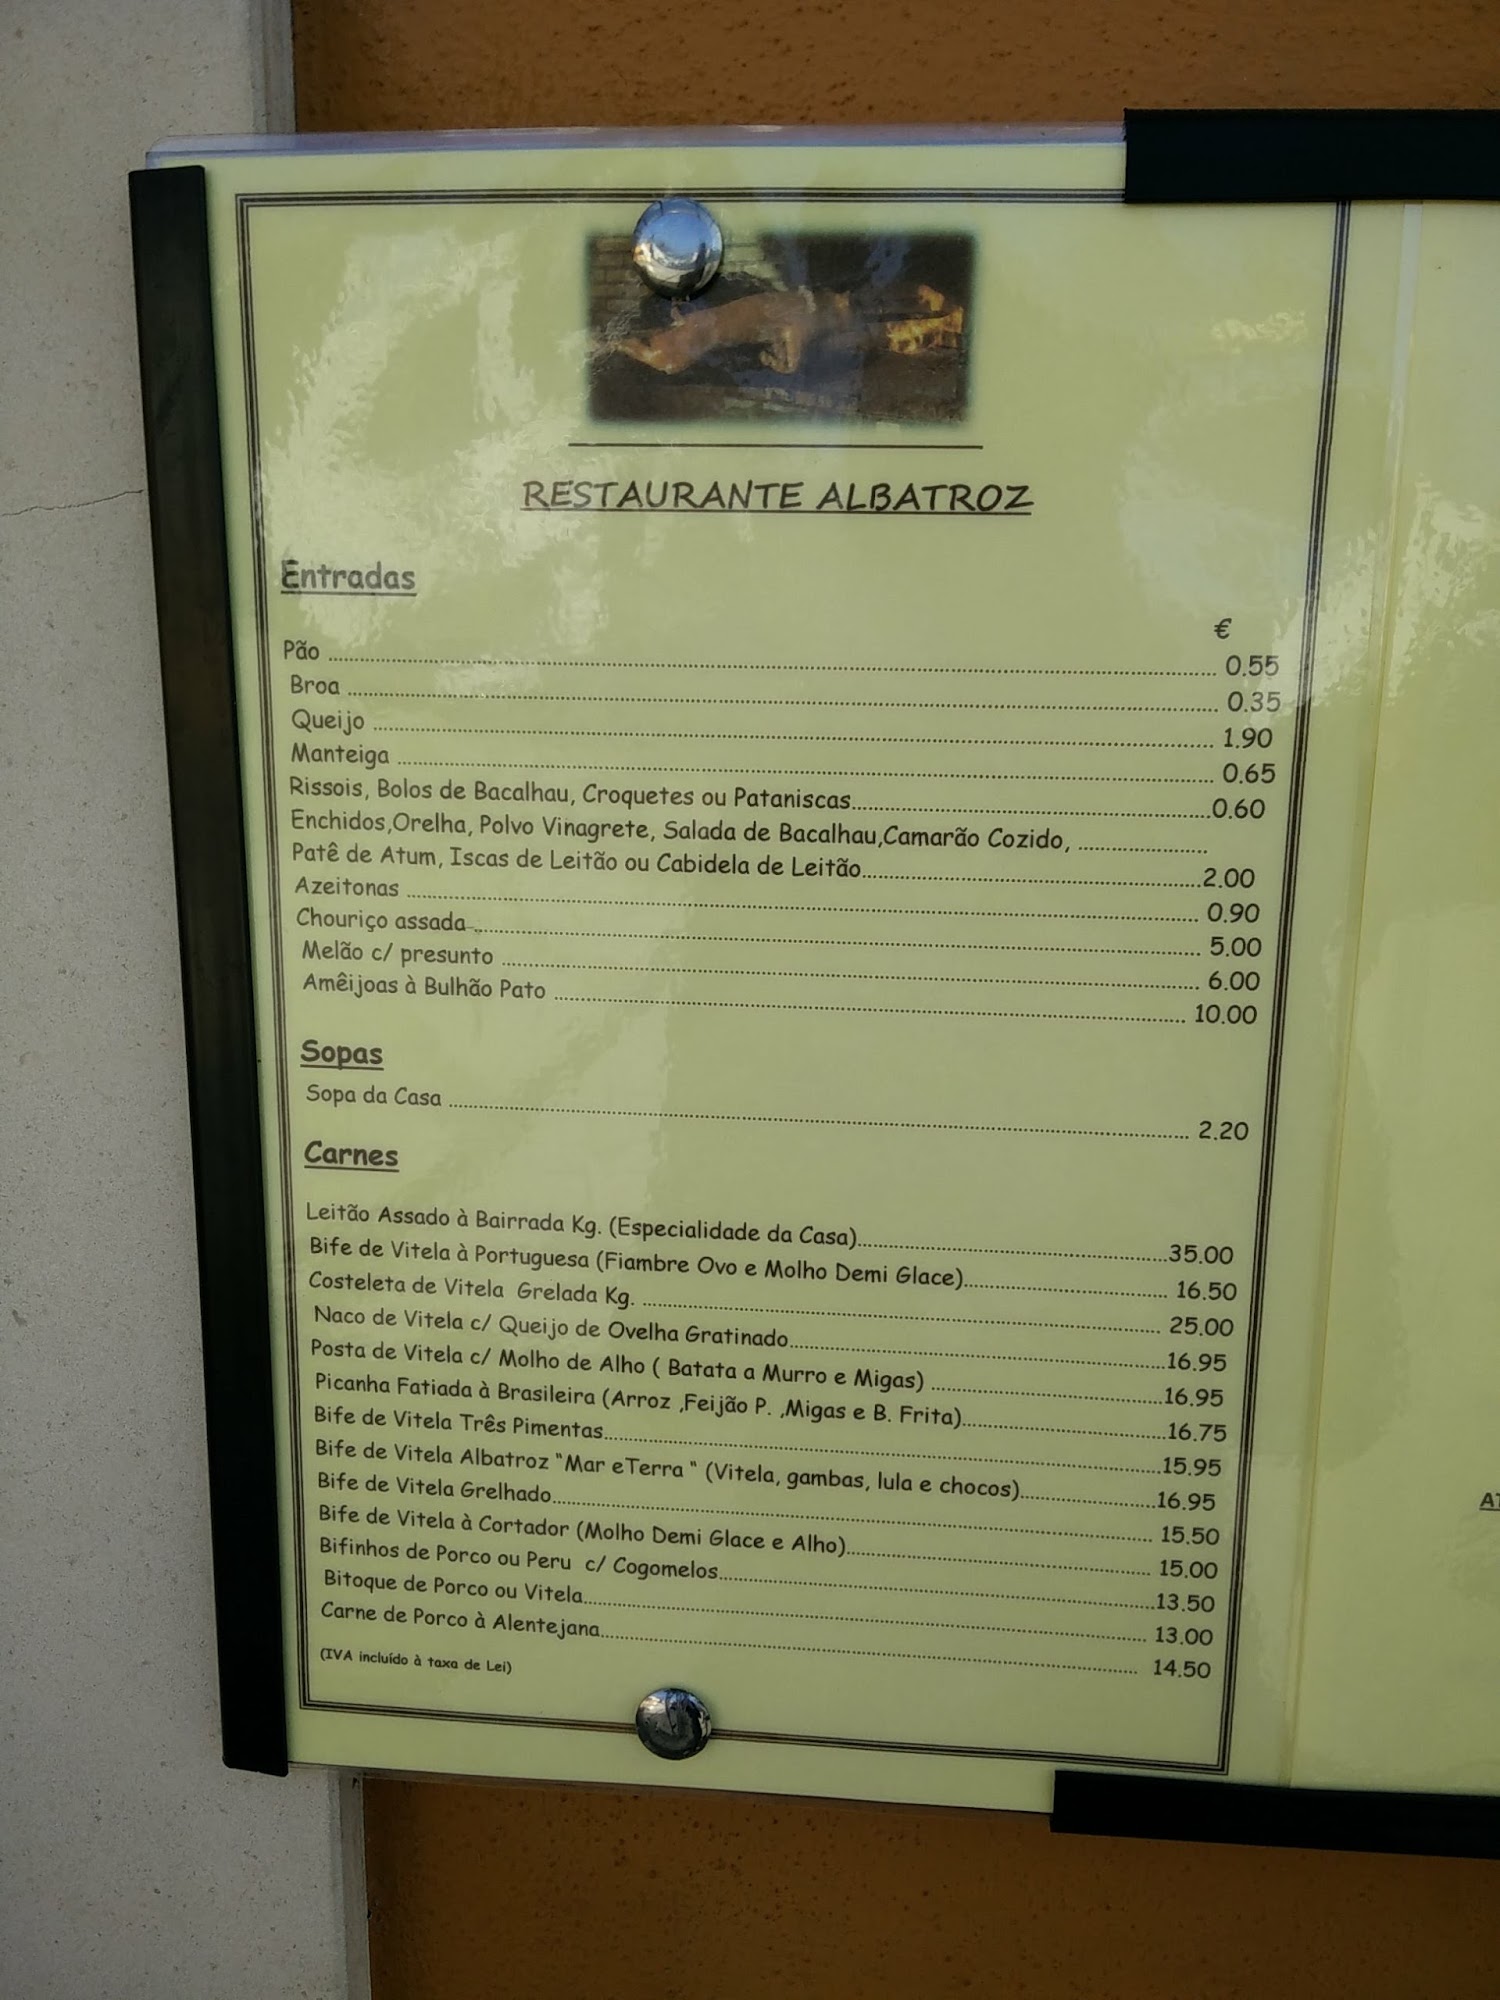 RESTAURANTE ALBATROZ
Entradas
€
Pão ........ 0.55
Broa ........ 0.35
Queijo ........ 1.90
Manteiga ........ 0.65
Rissois, Bolos de Bacalhau, Croquetes ou Pataniscas........0.60
Enchidos,Orelha, Polvo Vinagrete, Salada de Bacalhau,Camarão Cozido, ........
Patê de Atum, Iscas de Leitão ou Cabidela de Leitão........2.00
Azeitonas ........ 0.90
Chouriço assada ........ 5.00
Melão c/ presunto ........ 6.00
Amêijoas à Bulhão Pato ........ 10.00
Sopas
Sopa da Casa ........ 2.20
Carnes
Leitão Assado à Bairrada Kg. (Especialidade da Casa)........35.00
Bife de Vitela à Portuguesa (Fiambre Ovo e Molho Demi Glace)........ 16.50
Costeleta de Vitela Grelada Kg. ........ 25.00
Naco de Vitela c/ Queijo de Ovelha Gratinado........16.95
Posta de Vitela c/ Molho de Alho ( Batata a Murro e Migas) ........16.95
Picanha Fatiada à Brasileira (Arroz ,Feijão P. ,Migas e B. Frita)........16.75
Bife de Vitela Três Pimentas........15.95
Bife de Vitela Albatroz "Mar eTerra " (Vitela, gambas, lula e chocos)........16.95
Bife de Vitela Grelhado........ 15.50
Bife de Vitela à Cortador (Molho Demi Glace e Alho)........ 15.00
Bifinhos de Porco ou Peru c/ Cogomelos........13.50
Bitoque de Porco ou Vitela........ 13.00
Carne de Porco à Alentejana........ 14.50
(IVA incluído à taxa de Lei)